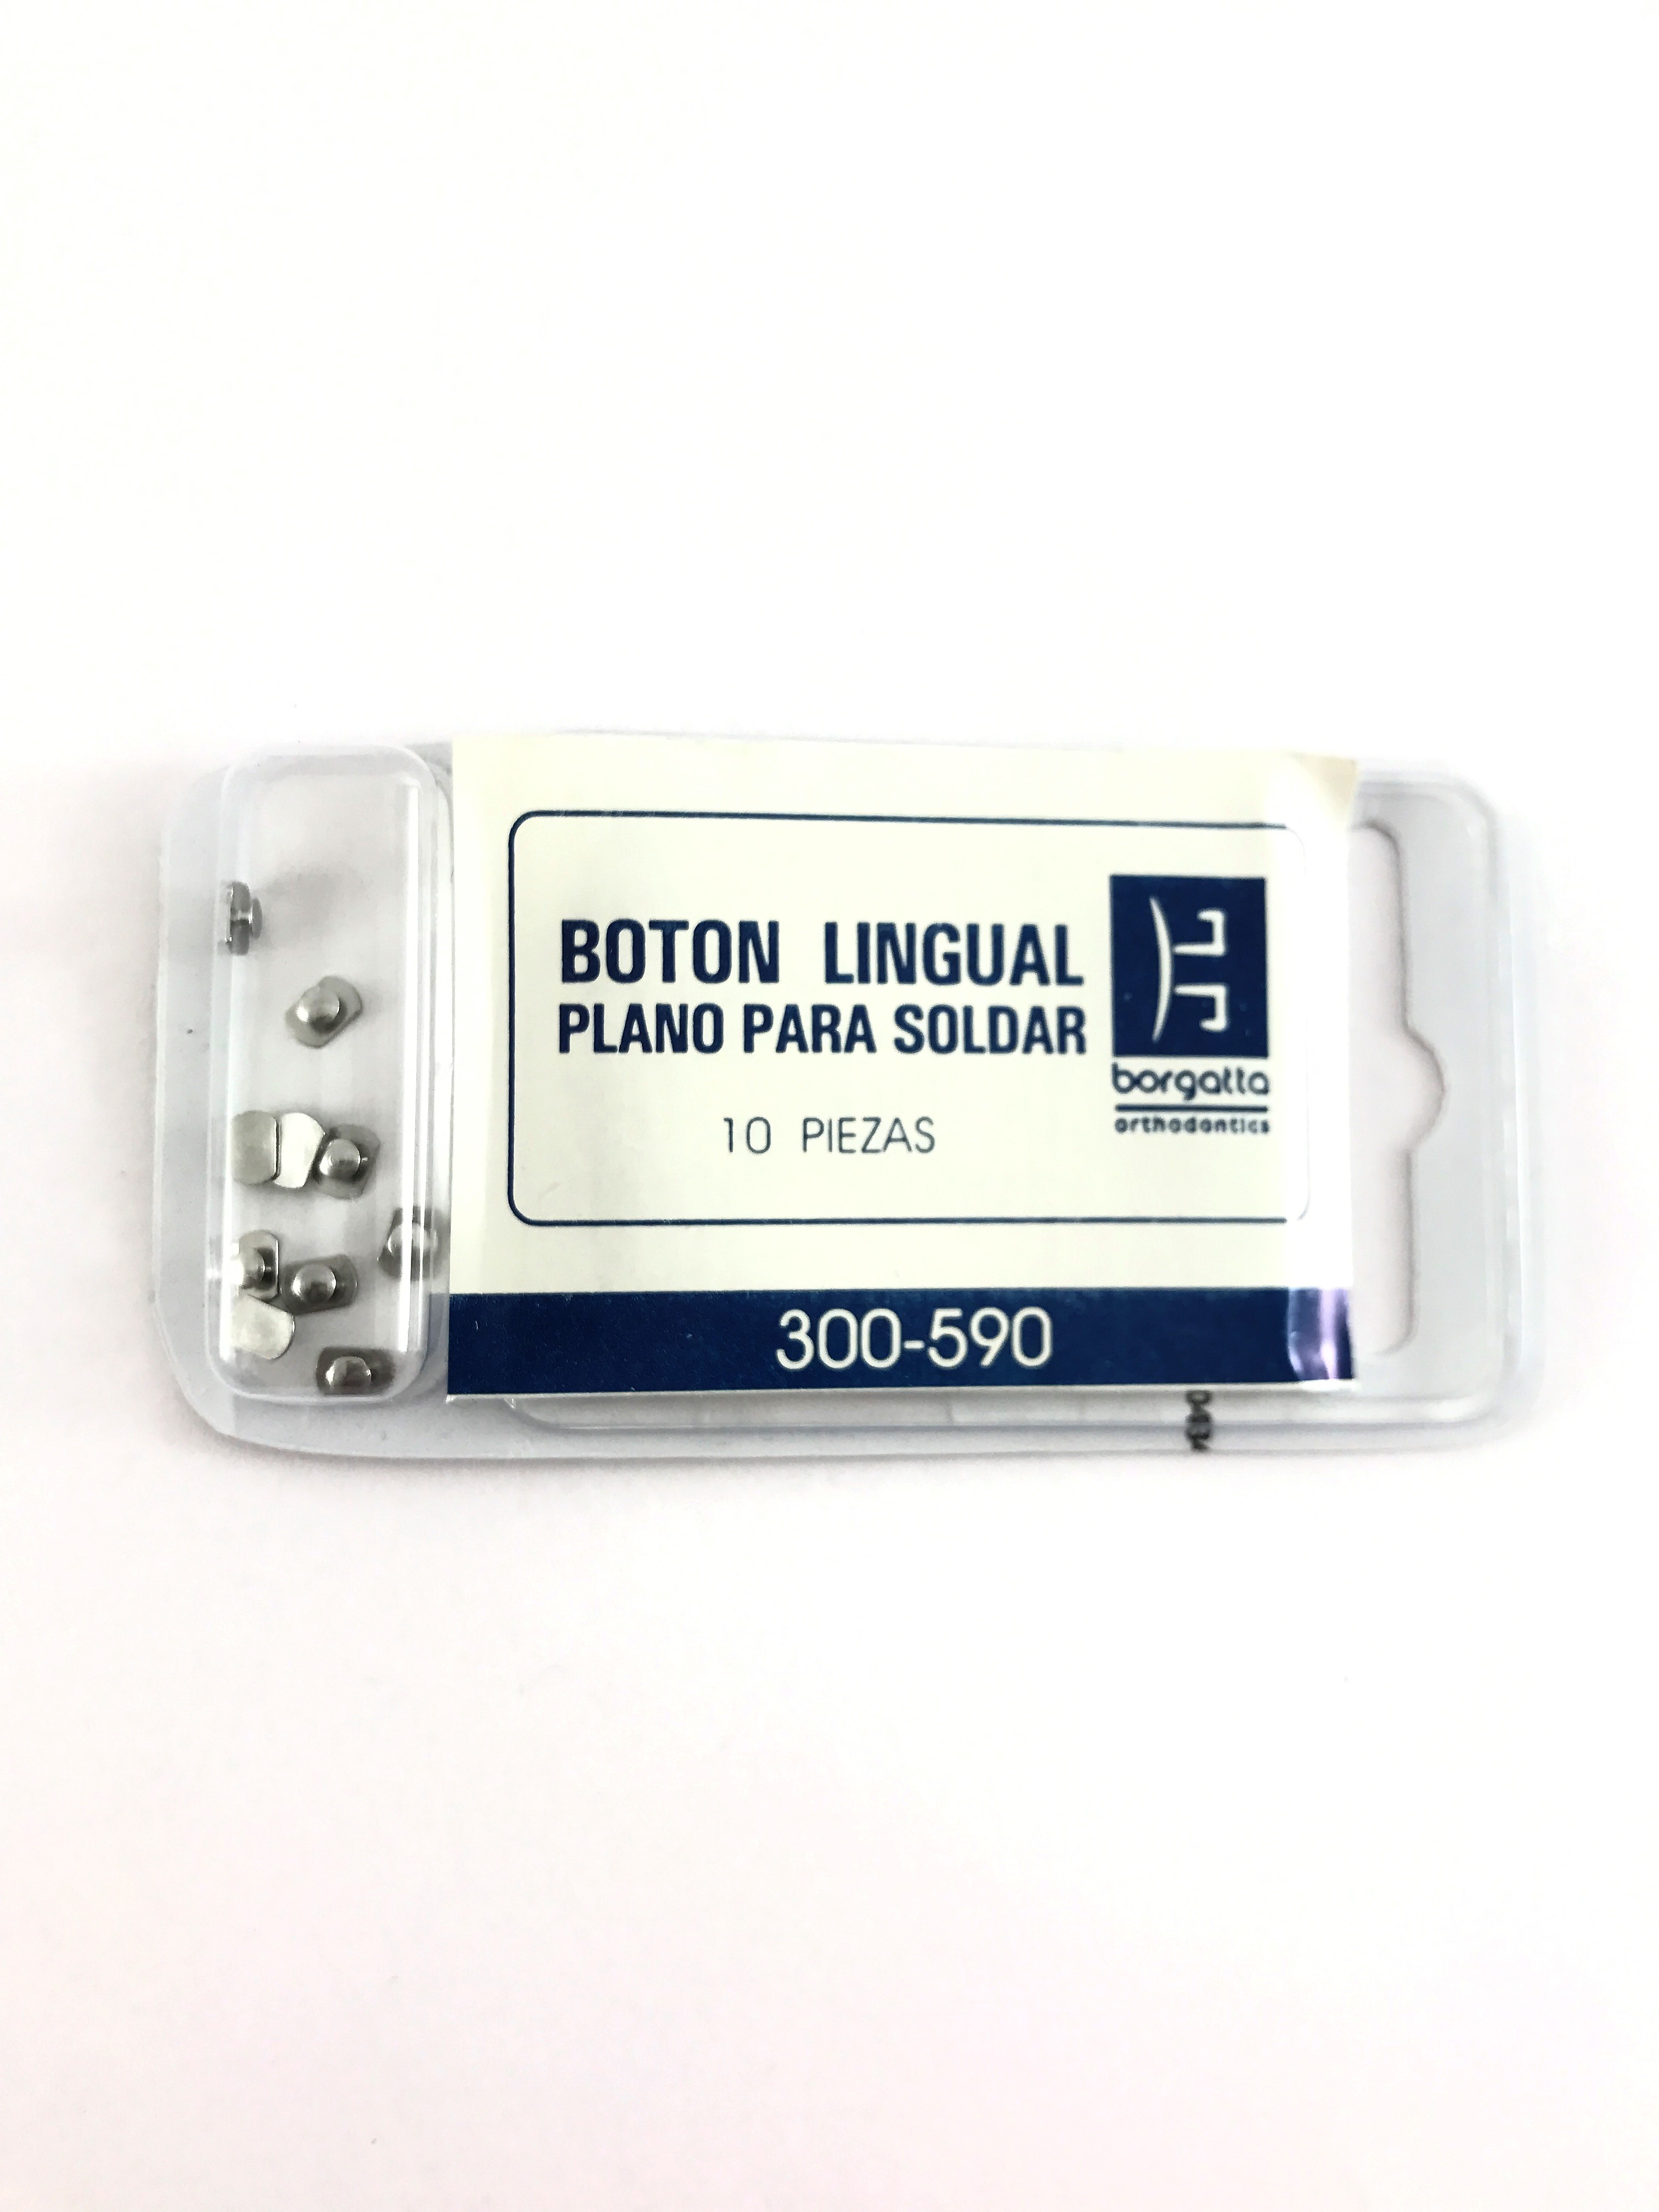 BOTON LINGUAL
PLANO PARA SOLDAR
10 PIEZAS
borgatta
orthodontics
300-590